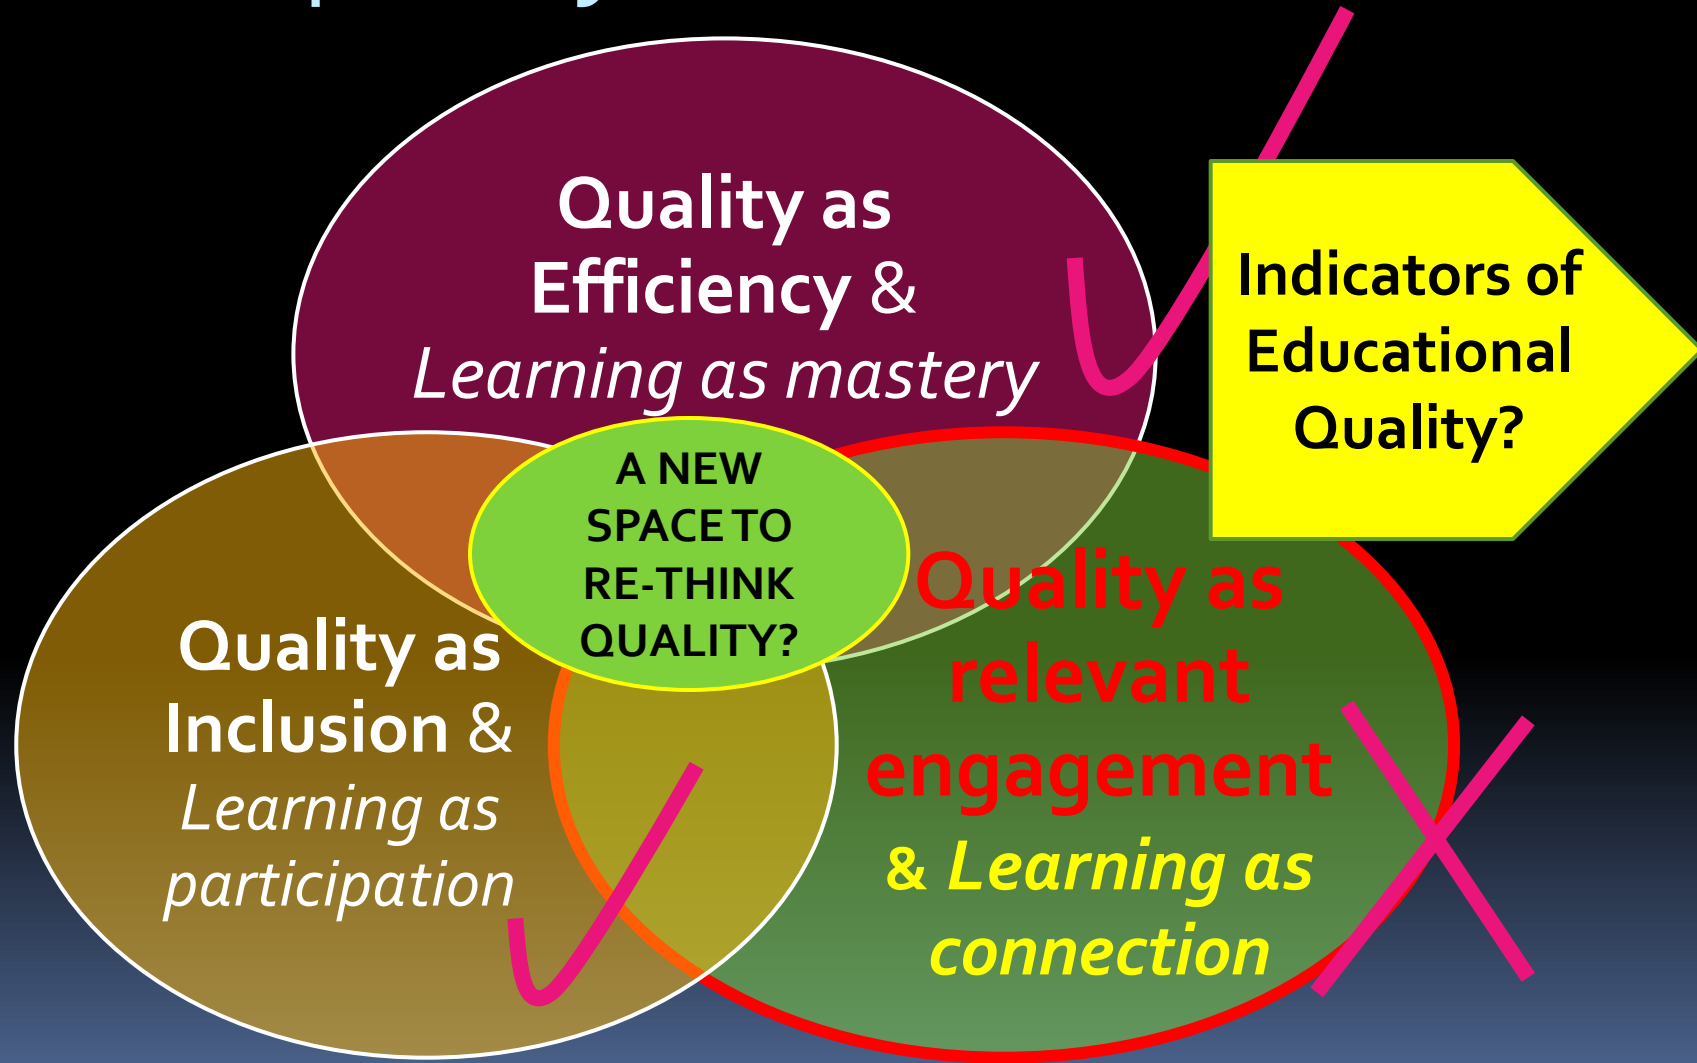 Quality as
Efficiency &
Learning as mastery
Indicators of
Educational
Quality?
A NEW
SPACE TO
RE-THINK
QUALITY?
Quality as
Inclusion &
Learning as
participation
Quality as
relevant
engagement
& Learning as
connection